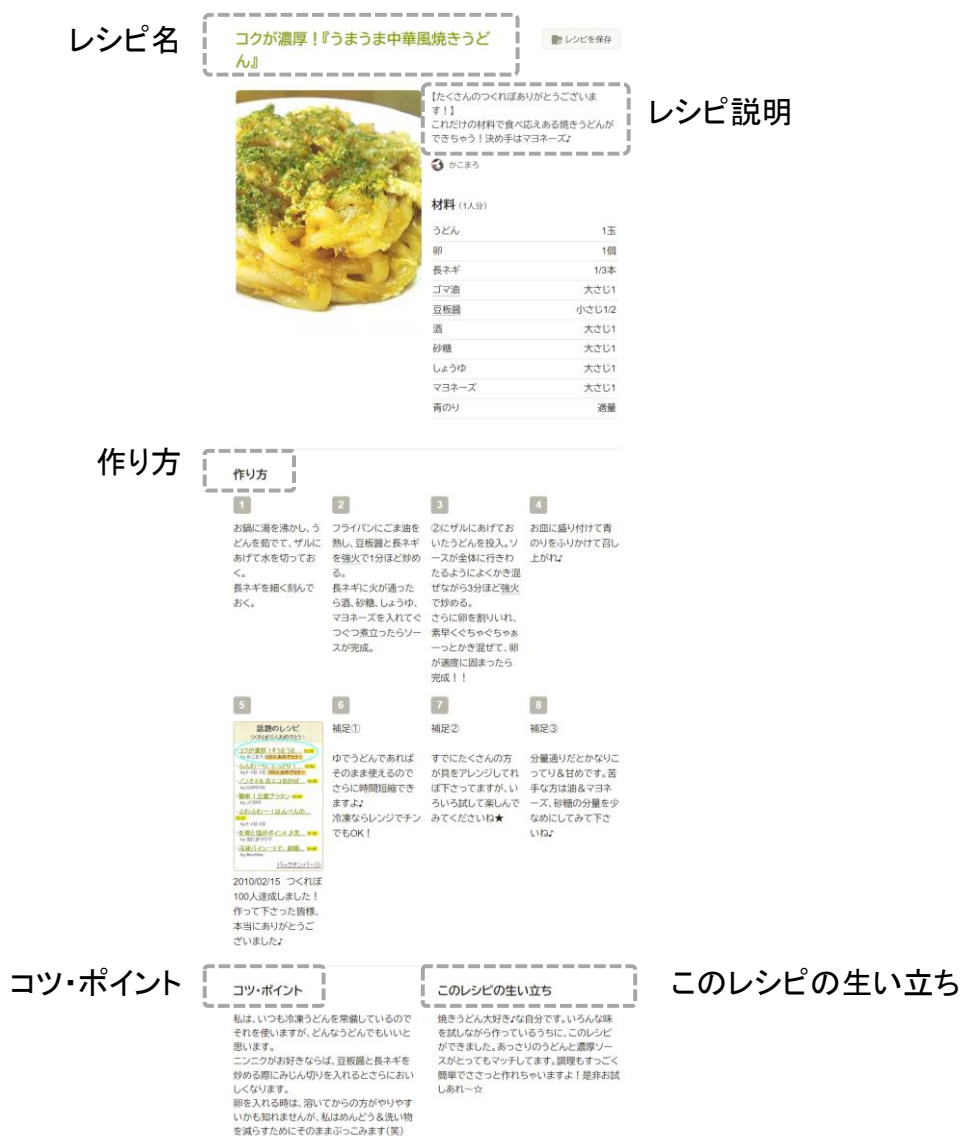 レシピ名
コクが濃厚！『うまうま中華風焼きうど
ん』
レシピを保存
【たくさんのつくれぽありがとうございま
す！】
これだけの材料で食べ応えある焼きうどんが
できちゃう！決め手はマヨネーズ♪
レシピ説明
かこまろ
材料（1人分）
うどん 1玉
卵 1個
長ネギ 1/3本
ゴマ油 大さじ1
豆板醤 小さじ1/2
酒 大さじ1
砂糖 大さじ1
しょうゆ 大さじ1
マヨネーズ 大さじ1
青のり 適量
作り方
作り方
1
お鍋に湯を沸かし、う
どんを茹でて、ザルに
あげて水を切ってお
く。
長ネギを細く刻んで
おく。
2
フライパンにごま油を
熱し、豆板醤と長ネギ
を強火で1分ほど炒め
る。
長ネギに火が通った
ら酒、砂糖、しょうゆ、
マヨネーズを入れてぐ
つぐつ煮立ったらソー
スが完成。
3
②にザルにあげてお
いたうどんを投入。ソ
ースが全体に行きわ
たるようによくかき混
ぜながら3分ほど強火
で炒める。
さらに卵を割りいれ、
素早くぐちゃぐちゃぁ
ーっとかき混ぜて、卵
が適度に固まったら
完成！！
4
お皿に盛り付けて青
のりをふりかけて召し
上がれ♪
5
話題のレシピ
つくれぽ10人おめでとう！
コクが濃厚！『うまうま...
by かこまろ 100人おめでとう！
バックナンバー>>
2010/02/15 つくれぽ
100人達成しました！
作って下さった皆様、
本当にありがとうご
ざいました♪
6
補足①
ゆでうどんであれば
そのまま使えるので
さらに時間短縮でき
ますよ♪
冷凍ならレンジでチン
でもOK！
7
補足②
すでにたくさんの方
が具をアレンジしてれ
ぽ下さってますが、い
ろいろ試して楽しんで
みてくださいね★
8
補足③
分量通りだとかなりこ
ってり＆甘めです。苦
手な方は油＆マヨネ
ーズ、砂糖の分量を少
なめにしてみて下さ
いね♪
コツ・ポイント
コツ・ポイント
私は、いつも冷凍うどんを常備しているので
それを使いますが、どんなうどんでもいいと
思います。
ニンニクがお好きならば、豆板醤と長ネギを
炒める際にみじん切りを入れるとさらにおい
しくなります。
卵を入れる時は、溶いてからの方がやりやす
いかも知れませんが、私はめんどう＆洗い物
を減らすためにそのままぶっこみます(笑)
このレシピの生い立ち
焼きうどん大好き♪な自分です。いろんな味
を試しながら作っているうちに、このレシピ
ができました。あっさりのうどんと濃厚ソー
スがとってもマッチしてます。調理もすっごく
簡単でささっと作れちゃいますよ！是非お試
しあれ～☆
このレシピの生い立ち